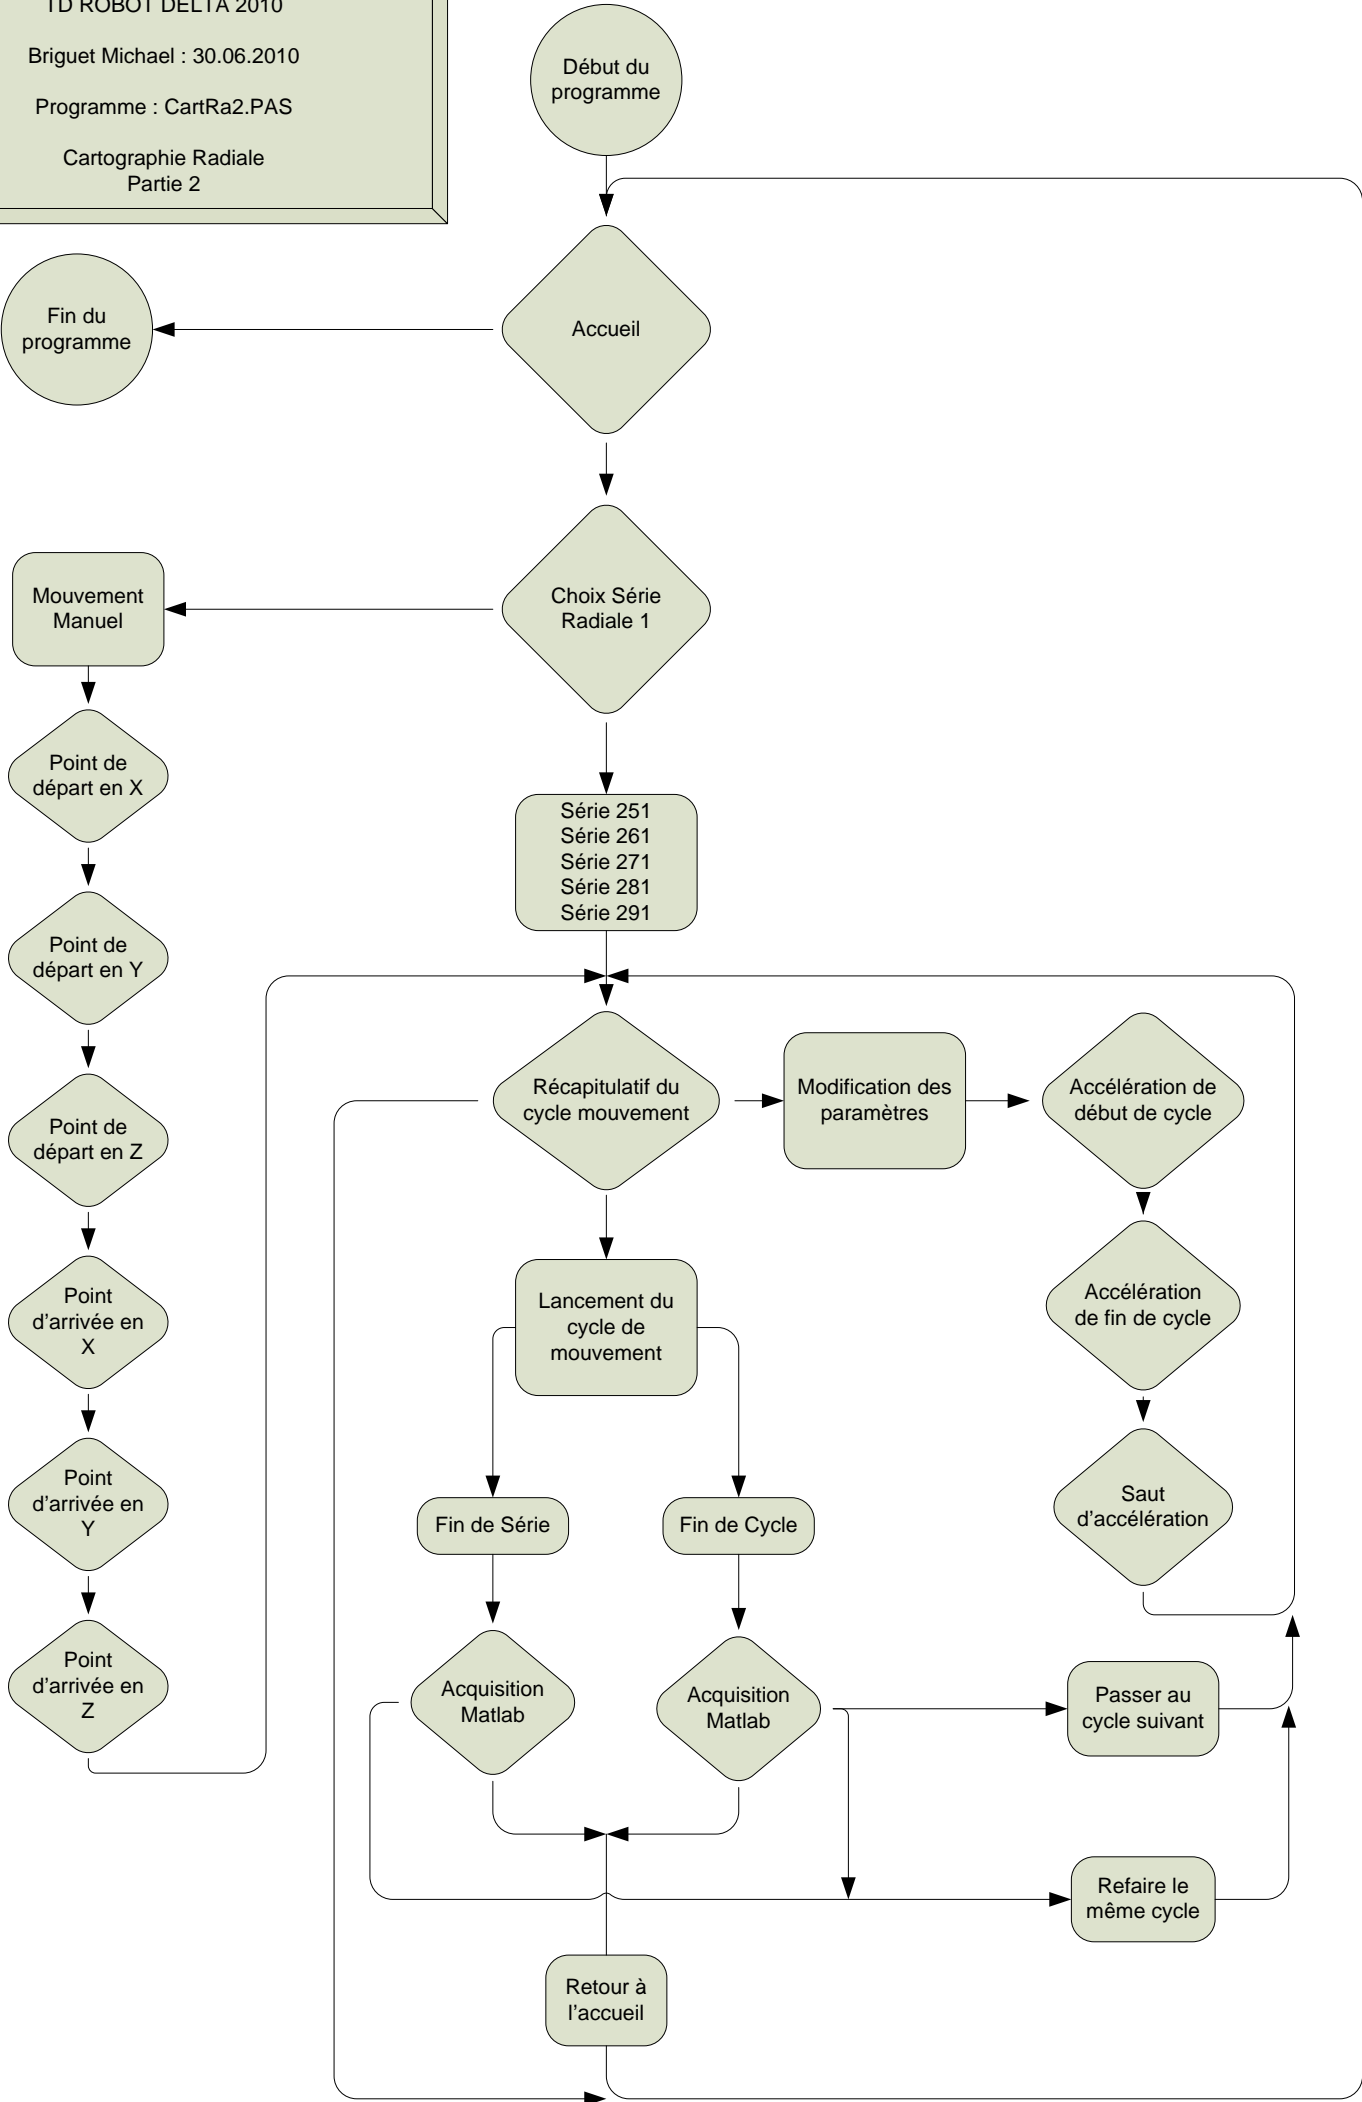 TD ROBOT DELTA 2010
Briguet Michael : 30.06.2010
Programme : CartRa2.PAS
Cartographie Radiale
Partie 2
Début du
programme
Fin du
programme
Accueil
Mouvement
Manuel
Choix Série
Radiale 1
Point de
départ en X
Série 251
Série 261
Série 271
Série 281
Série 291
Point de
départ en Y
Point de
départ en Z
Récapitulatif du
cycle mouvement
Modification des
paramètres
Accélération de
début de cycle
Point
d'arrivée en
X
Lancement du
cycle de
mouvement
Accélération
de fin de cycle
Point
d'arrivée en
Y
Fin de Série
Fin de Cycle
Saut
d'accélération
Point
d'arrivée en
Z
Acquisition
Matlab
Acquisition
Matlab
Passer au
cycle suivant
Refaire le
même cycle
Retour à
l'accueil